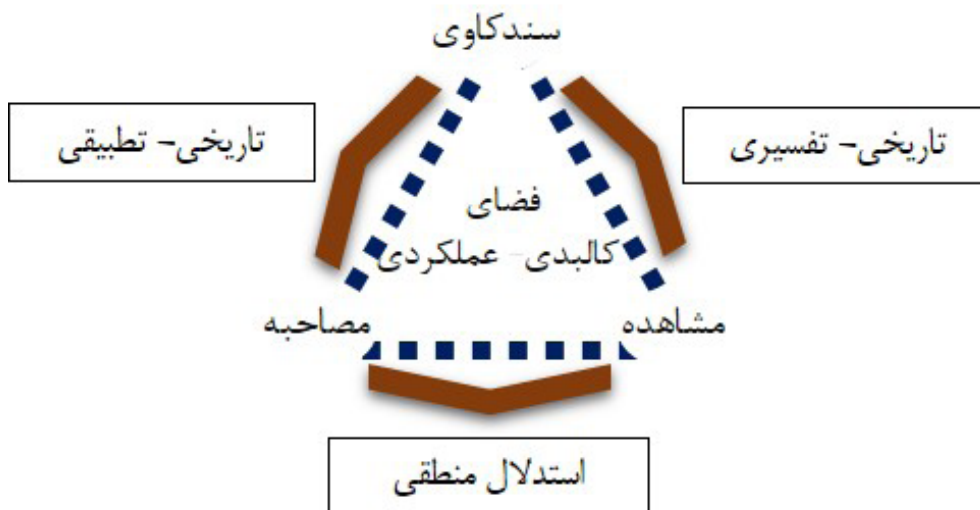 سندکاوی
تاریخی- تفسیری
تاریخی- تطبیقی
فضای
کالبدی- عملکردی
مشاهده
مصاحبه
استدلال منطقی